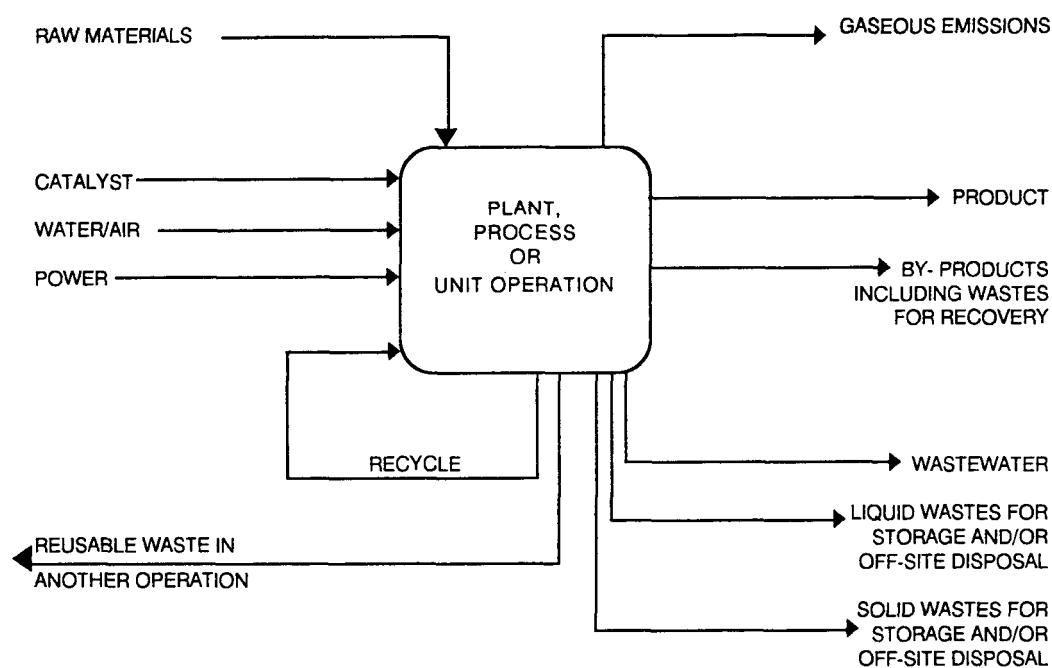 RAW MATERIALS
GASEOUS EMISSIONS
CATALYST
WATER/AIR
POWER
PLANT,
PROCESS
OR
UNIT OPERATION
PRODUCT
BY- PRODUCTS
INCLUDING WASTES
FOR RECOVERY
RECYCLE
WASTEWATER
LIQUID WASTES FOR
STORAGE AND/OR
OFF-SITE DISPOSAL
REUSABLE WASTE IN
ANOTHER OPERATION
SOLID WASTES FOR
STORAGE AND/OR
OFF-SITE DISPOSAL